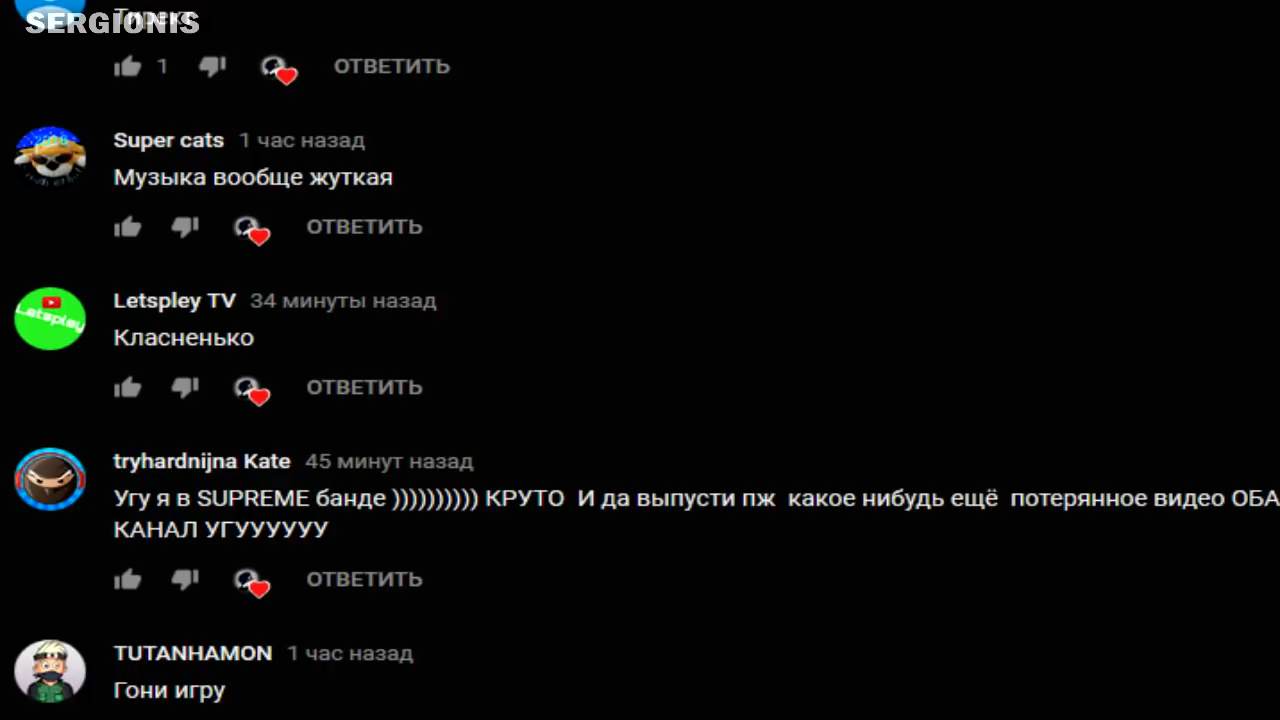 SERGIONIS
1
ОТВЕТИТЬ
Super cats 1 час назад
Музыка вообще жуткая
ОТВЕТИТЬ
Letspley TV 34 минуты назад
Letspley
Класненько
ОТВЕТИТЬ
tryhardnijna Kate 45 минут назад
Угу я в SUPREME банде )))))))))) КРУТО И да выпусти пж какое нибудь ещё потерянное видео ОБА
КАНАЛ УГУУУУУУ
ОТВЕТИТЬ
TUTANHAMON 1 час назад
Гони игру